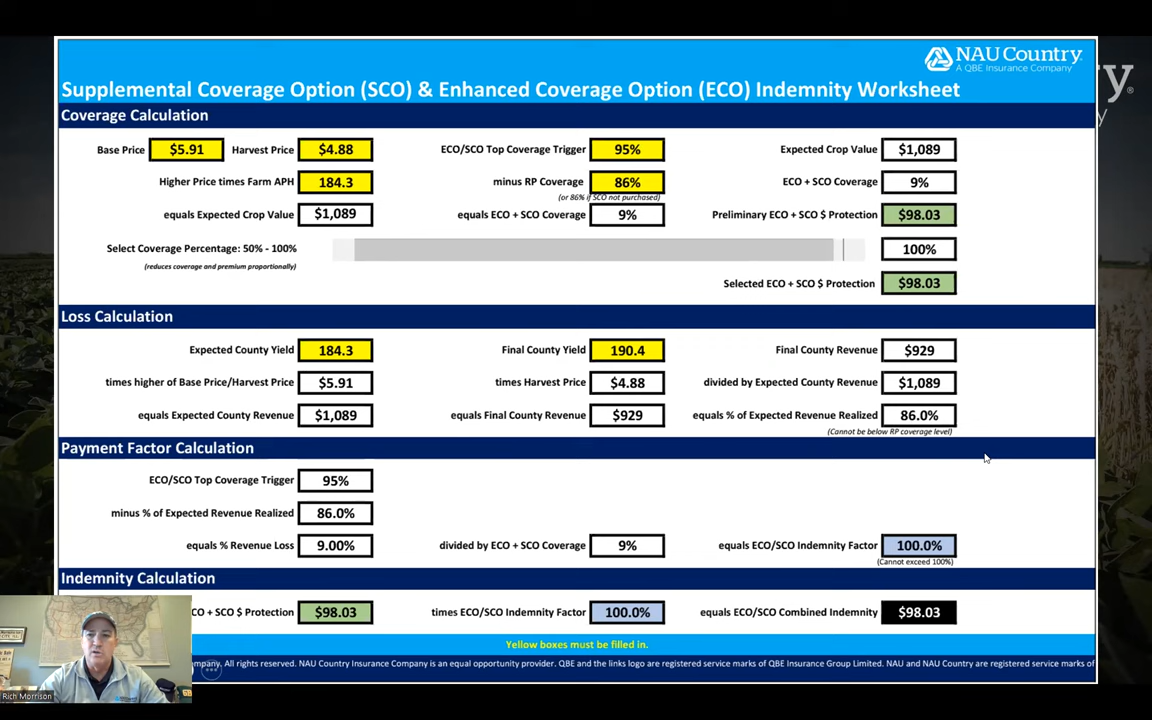 NAU Country.
A QBE Insurance Company
Supplemental Coverage Option (SCO) & Enhanced Coverage Option (ECO) Indemnity Worksheet
Coverage Calculation
Base Price $5.91 Harvest Price $4.88 ECO/SCO Top Coverage Trigger 95% Expected Crop Value $1,089
Higher Price times Farm APH 184.3 minus RP Coverage 86% ECO + SCO Coverage 9%
(or 86% if SCO not purchased)
equals Expected Crop Value $1,089 equals ECO + SCO Coverage 9% Preliminary ECO + SCO $ Protection $98.03
Select Coverage Percentage: 50% - 100% 100%
(reduces coverage and premium proportionally)
Selected ECO + SCO $ Protection $98.03
Loss Calculation
Expected County Yield 184.3 Final County Yield 190.4 Final County Revenue $929
times higher of Base Price/Harvest Price $5.91 times Harvest Price $4.88 divided by Expected County Revenue $1,089
equals Expected County Revenue $1,089 equals Final County Revenue $929 equals % of Expected Revenue Realized 86.0%
(Cannot be below RP coverage level)
Payment Factor Calculation
ECO/SCO Top Coverage Trigger 95%
minus % of Expected Revenue Realized 86.0%
equals % Revenue Loss 9.00% divided by ECO + SCO Coverage 9% equals ECO/SCO Indemnity Factor 100.0%
(Cannot exceed 100%)
Indemnity Calculation
CO + SCO $ Protection $98.03 times ECO/SCO Indemnity Factor 100.0% equals ECO/SCO Combined Indemnity $98.03
Yellow boxes must be filled in.
mpany. All rights reserved. NAU Country Insurance Company is an equal opportunity provider. QBE and the links logo are registered service marks of QBE Insurance Group Limited. NAU and NAU Country are registered service marks of
Rich Morrison